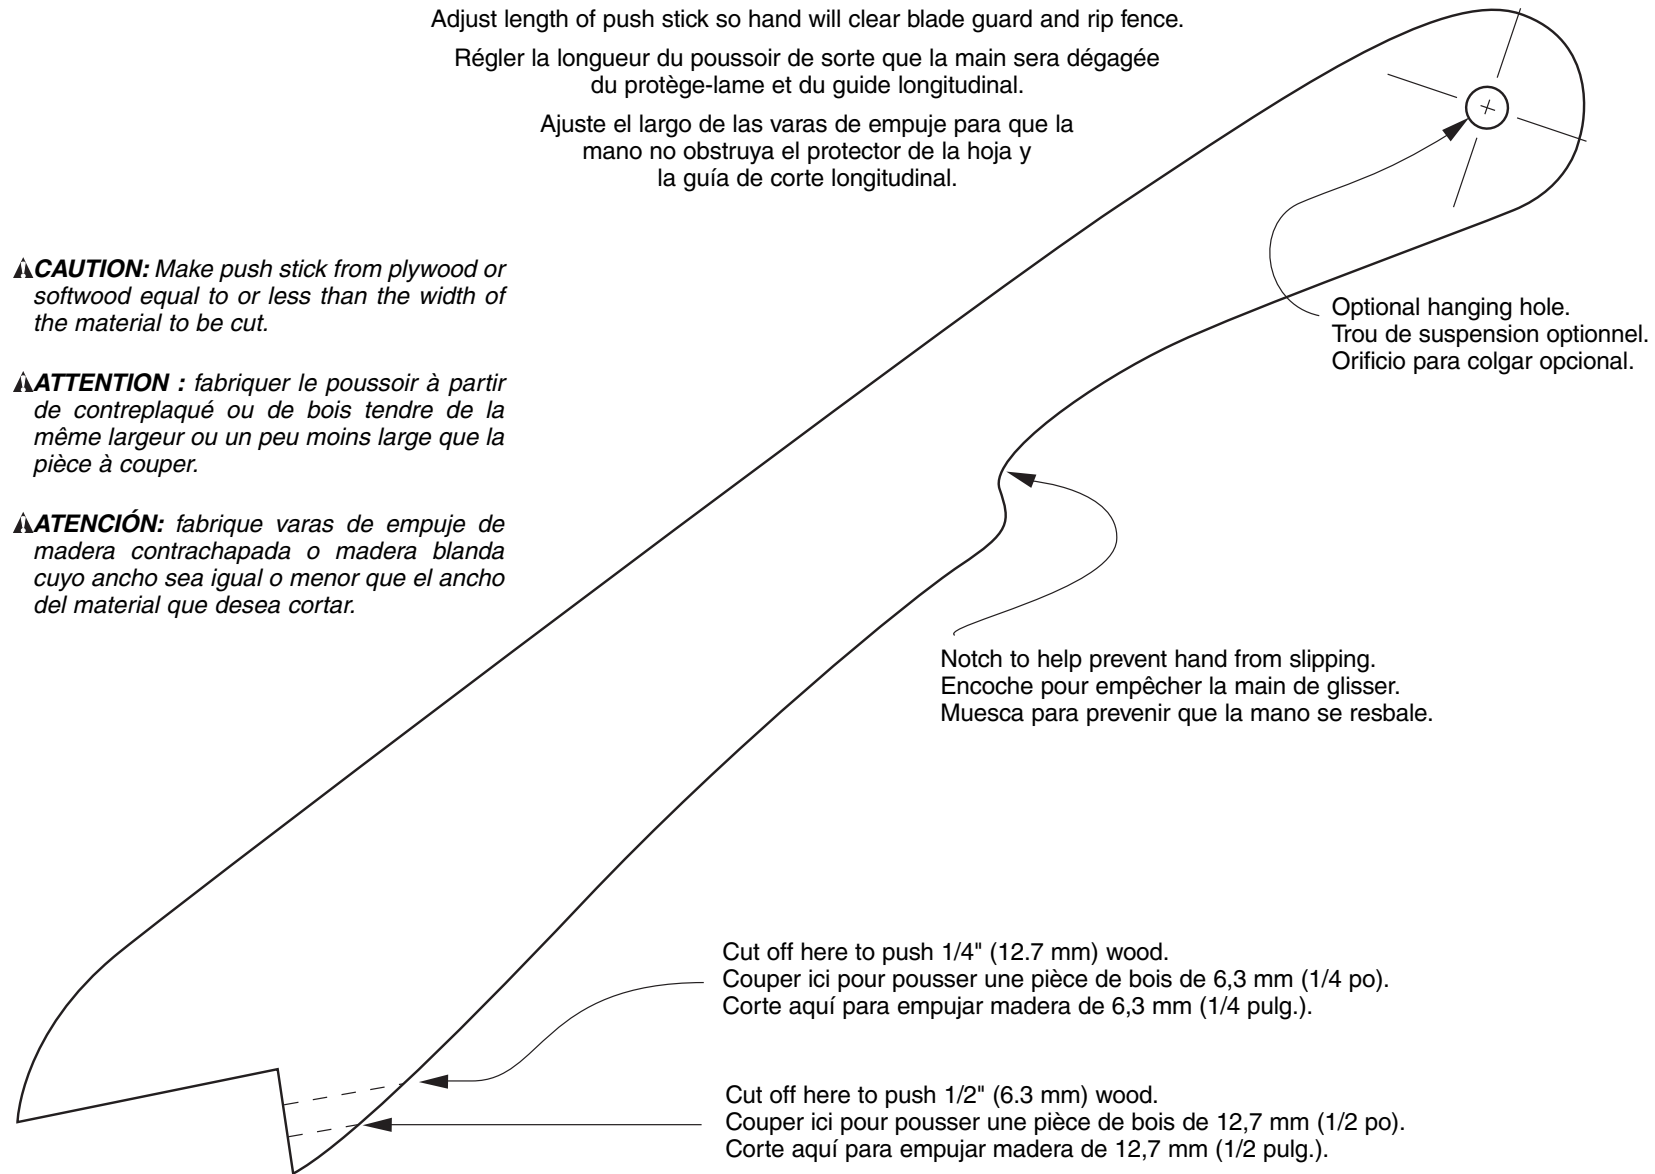 Adjust length of push stick so hand will clear blade guard and rip fence.
Régler la longueur du poussoir de sorte que la main sera dégagée
du protège-lame et du guide longitudinal.
Ajuste el largo de las varas de empuje para que la
mano no obstruya el protector de la hoja y
la guía de corte longitudinal.
CAUTION: Make push stick from plywood or
softwood equal to or less than the width of
the material to be cut.
ATTENTION : fabriquer le poussoir à partir
de contreplaqué ou de bois tendre de la
même largeur ou un peu moins large que la
pièce à couper.
ATENCIÓN: fabrique varas de empuje de
madera contrachapada o madera blanda
cuyo ancho sea igual o menor que el ancho
del material que desea cortar.
Optional hanging hole.
Trou de suspension optionnel.
Orificio para colgar opcional.
Notch to help prevent hand from slipping.
Encoche pour empêcher la main de glisser.
Muesca para prevenir que la mano se resbale.
Cut off here to push 1/4" (12.7 mm) wood.
Couper ici pour pousser une pièce de bois de 6,3 mm (1/4 po).
Corte aquí para empujar madera de 6,3 mm (1/4 pulg.).
Cut off here to push 1/2" (6.3 mm) wood.
Couper ici pour pousser une pièce de bois de 12,7 mm (1/2 po).
Corte aquí para empujar madera de 12,7 mm (1/2 pulg.).